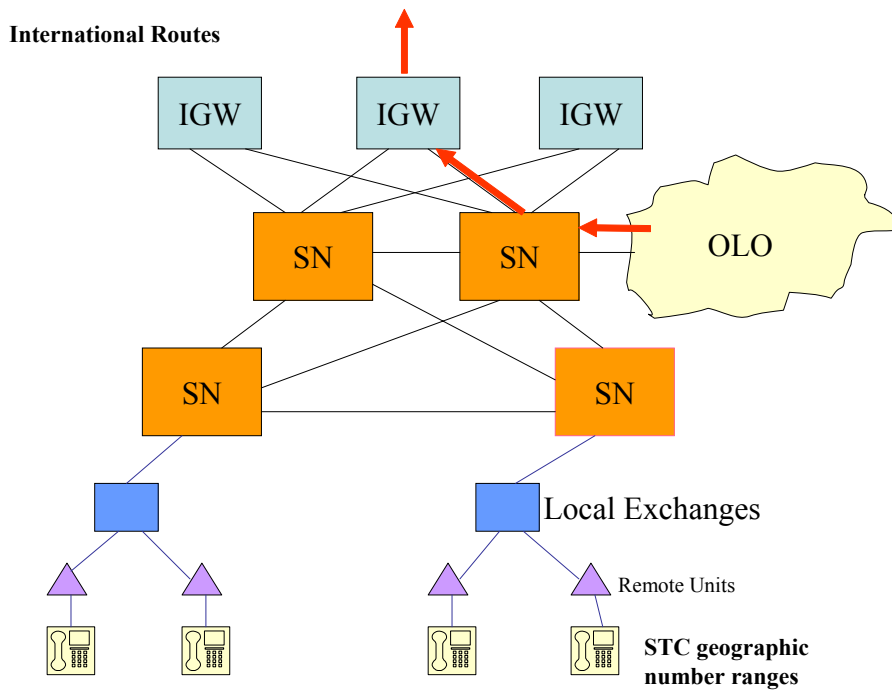 International Routes
IGW
IGW
IGW
SN
SN
OLO
SN
SN
Local Exchanges
Remote Units
STC geographic
number ranges